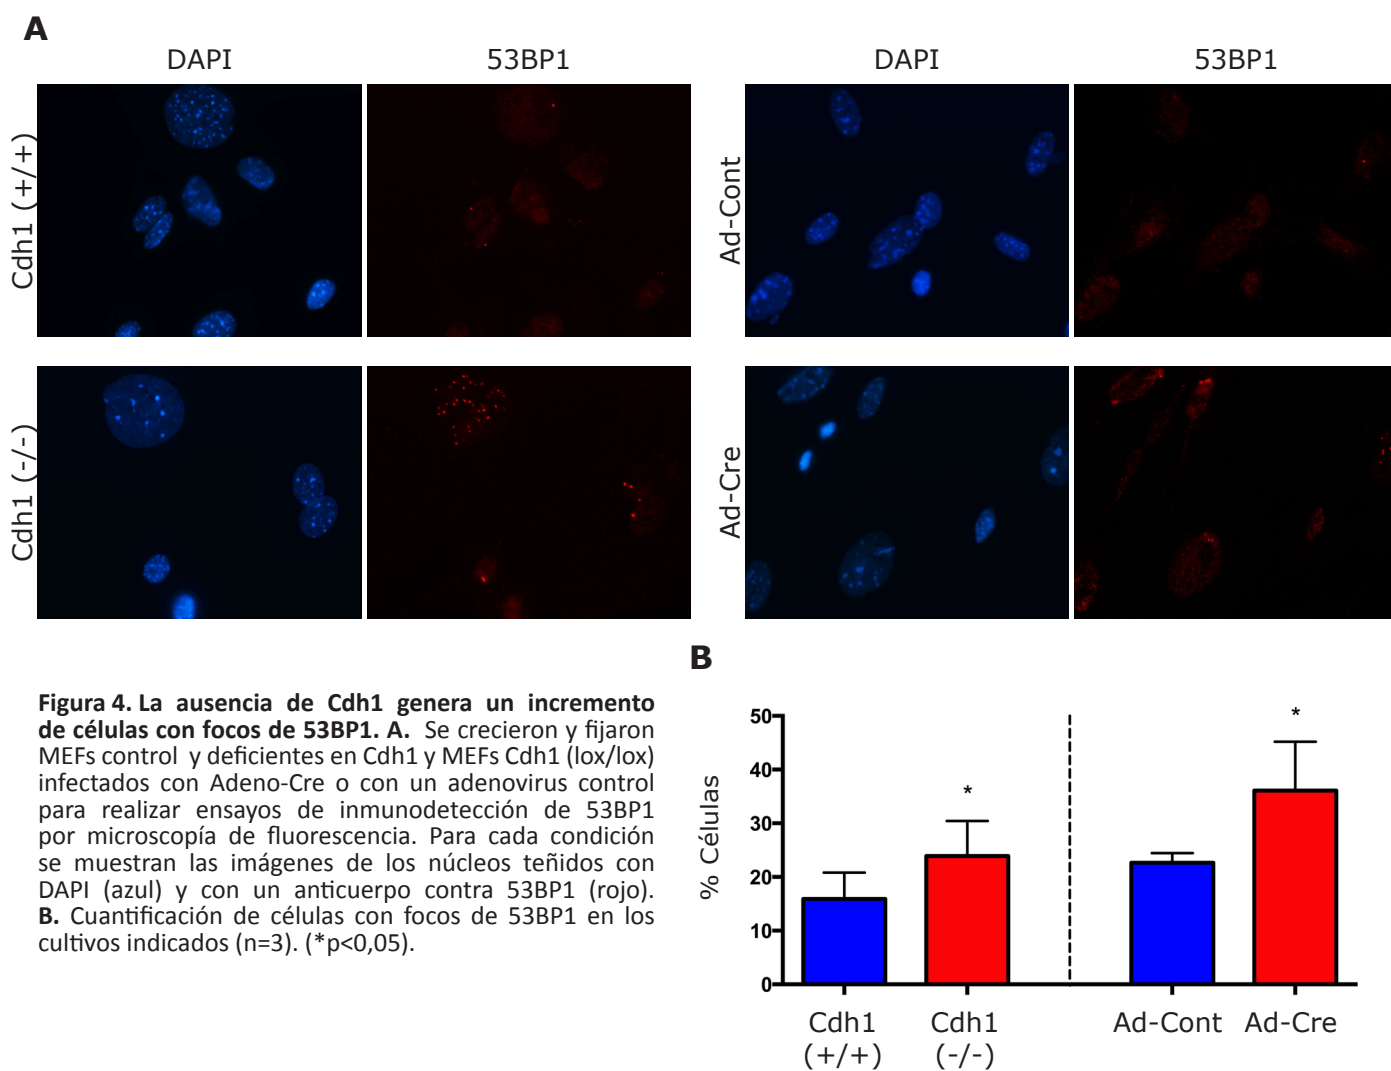 A
DAPI
53BP1
DAPI
53BP1
Cdh1 (+/+)
Ad-Cont
Cdh1 (-/-)
Ad-Cre
Figura 4. La ausencia de Cdh1 genera un incremento
de células con focos de 53BP1. A. Se crecieron y fijaron
MEFs control y deficientes en Cdh1 y MEFs Cdh1 (lox/lox)
infectados con Adeno-Cre o con un adenovirus control
para realizar ensayos de inmunodetección de 53BP1
por microscopía de fluorescencia. Para cada condición
se muestran las imágenes de los núcleos teñidos con
DAPI (azul) y con un anticuerpo contra 53BP1 (rojo).
B. Cuantificación de células con focos de 53BP1 en los
cultivos indicados (n=3). (*p<0,05).
B
% Células
50
40
30
20
10
0
*
*
Cdh1
(+/+)
Cdh1
(-/-)
Ad-Cont
Ad-Cre